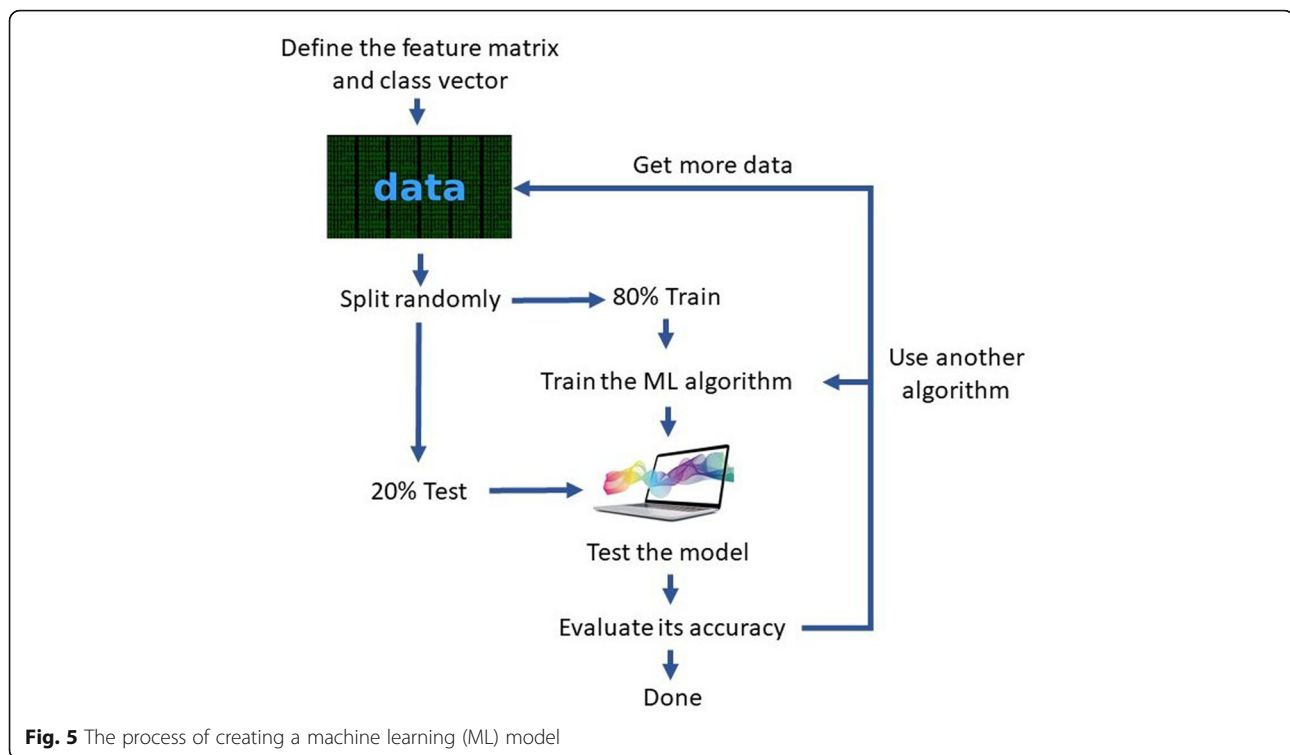 Define the feature matrix
and class vector
data
Get more data
Split randomly
80% Train
Train the ML algorithm
Use another
algorithm
20% Test
Test the model
Evaluate its accuracy
Done
Fig. 5 The process of creating a machine learning (ML) model